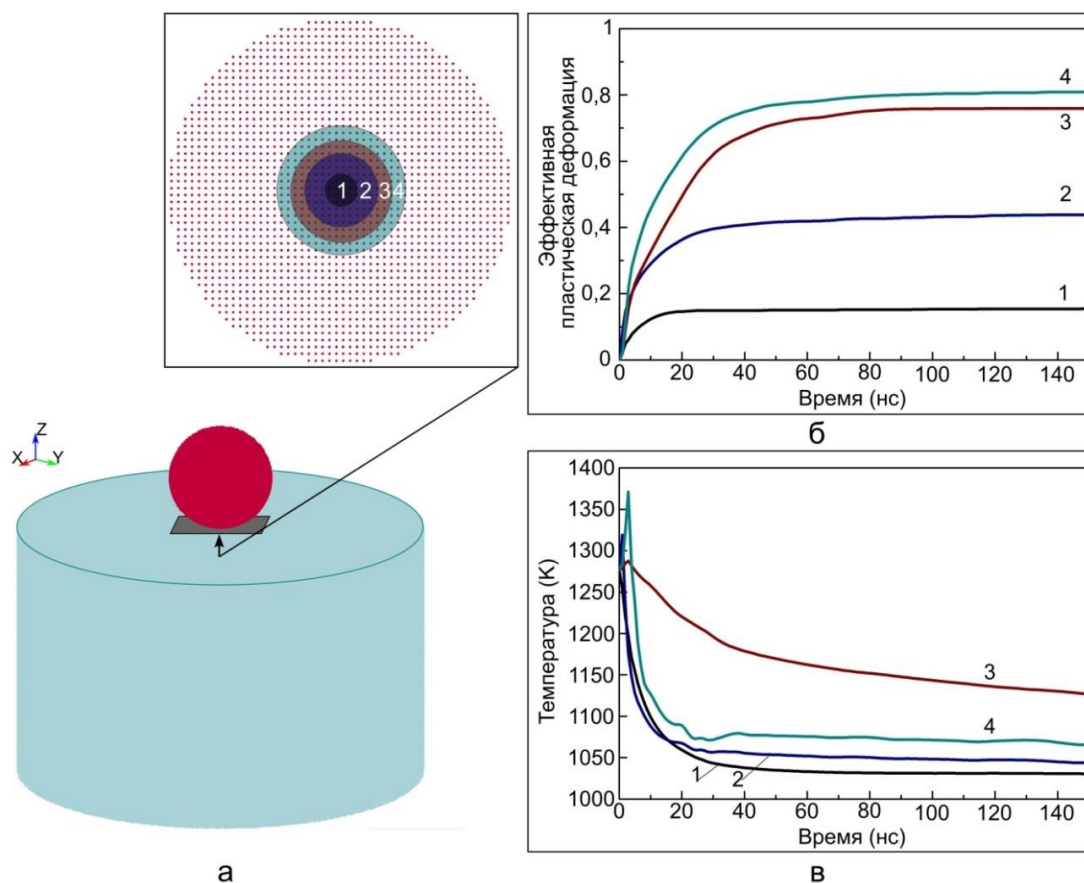 1 2 3 4
Z
X
Y
а
1
0,8
0,6
0,4
0,2
0
Эффективная
пластическая деформация
4
3
2
1
0 20 40 60 80 100 120 140
Время (нс)
б
1400
1350
1300
1250
1200
1150
1100
1050
1000
Температура (K)
3
4
1 2
0 20 40 60 80 100 120 140
Время (нс)
в